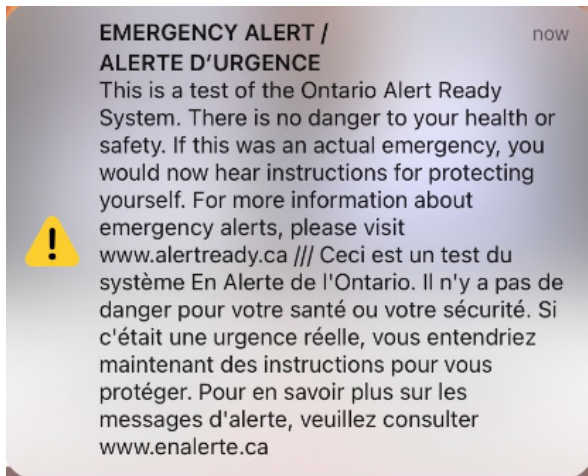 EMERGENCY ALERT / now
ALERTE D'URGENCE
This is a test of the Ontario Alert Ready
System. There is no danger to your health or
safety. If this was an actual emergency, you
would now hear instructions for protecting
yourself. For more information about
emergency alerts, please visit
www.alertready.ca /// Ceci est un test du
système En Alerte de l'Ontario. Il n'y a pas de
danger pour votre santé ou votre sécurité. Si
c'était une urgence réelle, vous entendriez
maintenant des instructions pour vous
protéger. Pour en savoir plus sur les
messages d'alerte, veuillez consulter
www.enalerte.ca